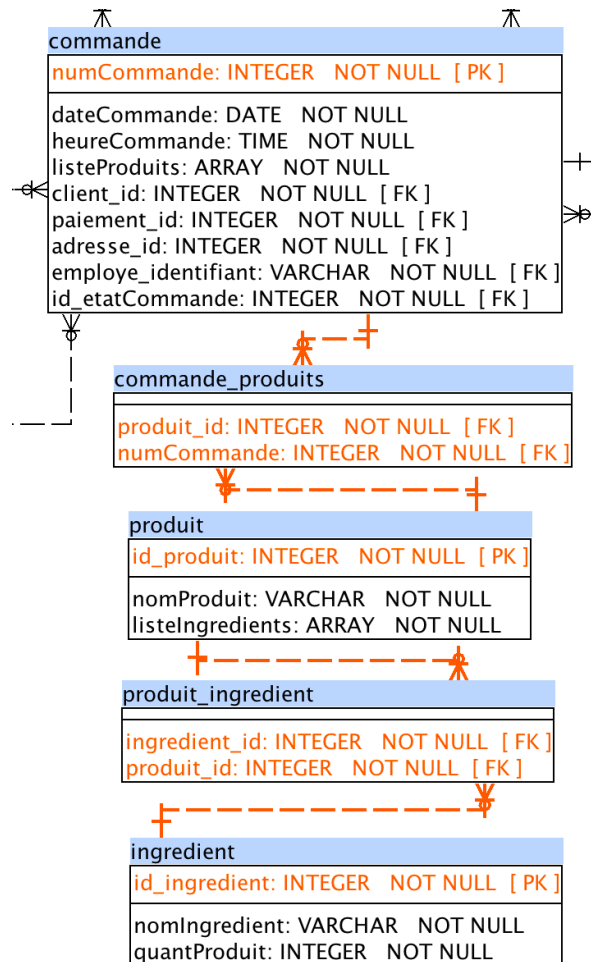 commande
numCommande: INTEGER NOT NULL [ PK ]
dateCommande: DATE NOT NULL
heureCommande: TIME NOT NULL
listeProduits: ARRAY NOT NULL
client_id: INTEGER NOT NULL [ FK ]
paiement_id: INTEGER NOT NULL [ FK ]
adresse_id: INTEGER NOT NULL [ FK ]
employe_identifiant: VARCHAR NOT NULL [ FK ]
id_etatCommande: INTEGER NOT NULL [ FK ]
commande_produits
produit_id: INTEGER NOT NULL [ FK ]
numCommande: INTEGER NOT NULL [ FK ]
produit
id_produit: INTEGER NOT NULL [ PK ]
nomProduit: VARCHAR NOT NULL
listeIngredients: ARRAY NOT NULL
produit_ingredient
ingredient_id: INTEGER NOT NULL [ FK ]
produit_id: INTEGER NOT NULL [ FK ]
ingredient
id_ingredient: INTEGER NOT NULL [ PK ]
nomIngredient: VARCHAR NOT NULL
quantProduit: INTEGER NOT NULL